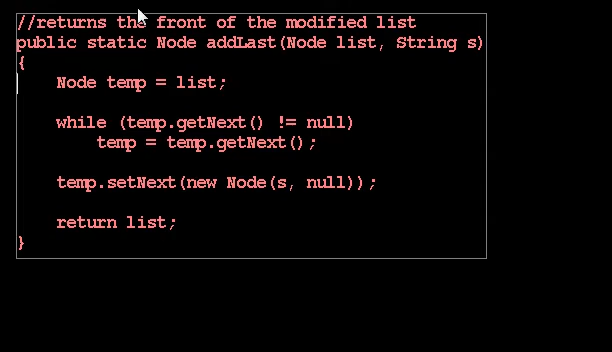 //returns the front of the modified list
public static Node addLast(Node list, String s)
{
    Node temp = list;
    while (temp.getNext() != null)
        temp = temp.getNext();
    temp.setNext(new Node(s, null));
    return list;
}